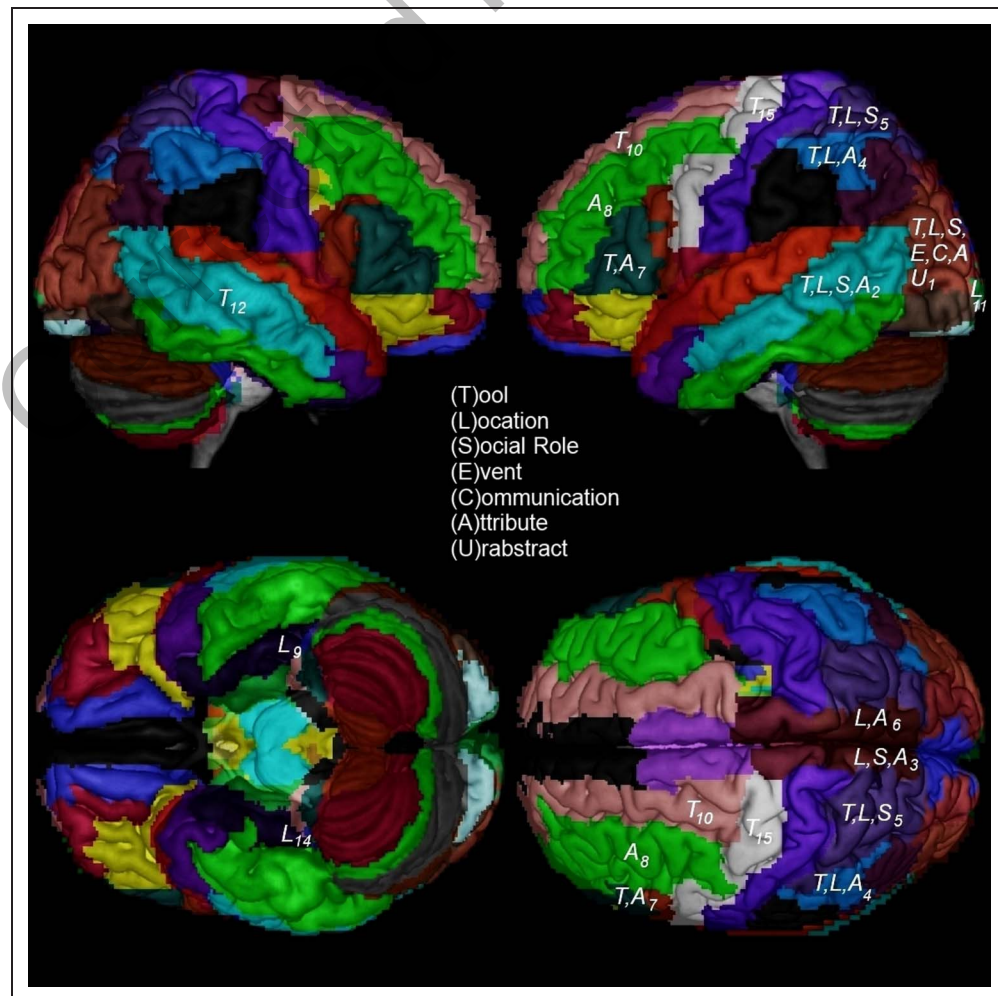 T15
T,L,S5
T10
T,L,A4
A8
T,L,S,
E,C,A
U1
T,A7
T,L,S,A2
L11
T12
(T)ool
(L)ocation
(S)ocial Role
(E)vent
(C)ommunication
(A)ttribute
(U)rabstract
L9
L14
L,A6
L,S,A3
T10
T15
T,L,S5
A8
T,L,A4
T,A7